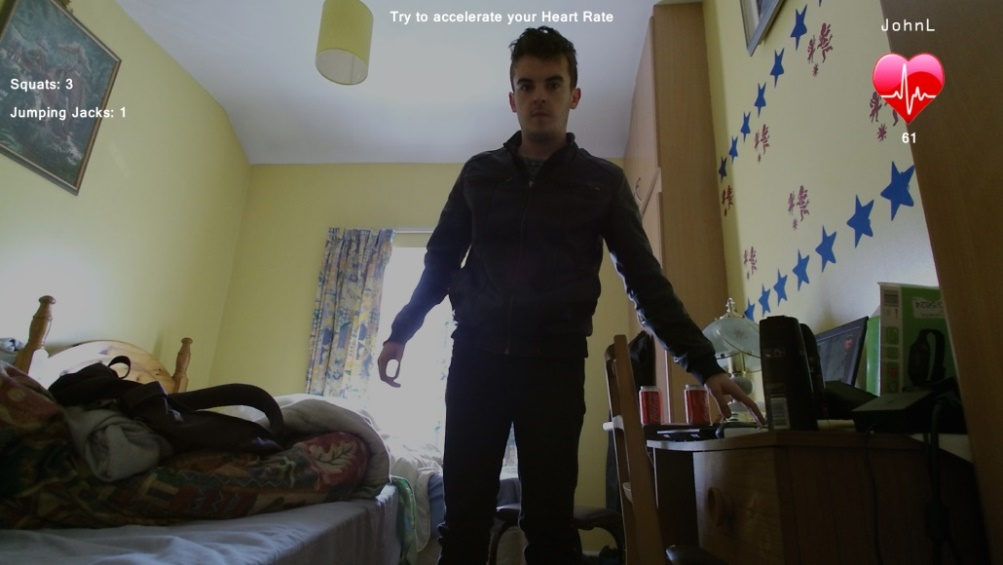 Try to accelerate your Heart Rate
JohnL
Squats: 3
Jumping Jacks: 1
61